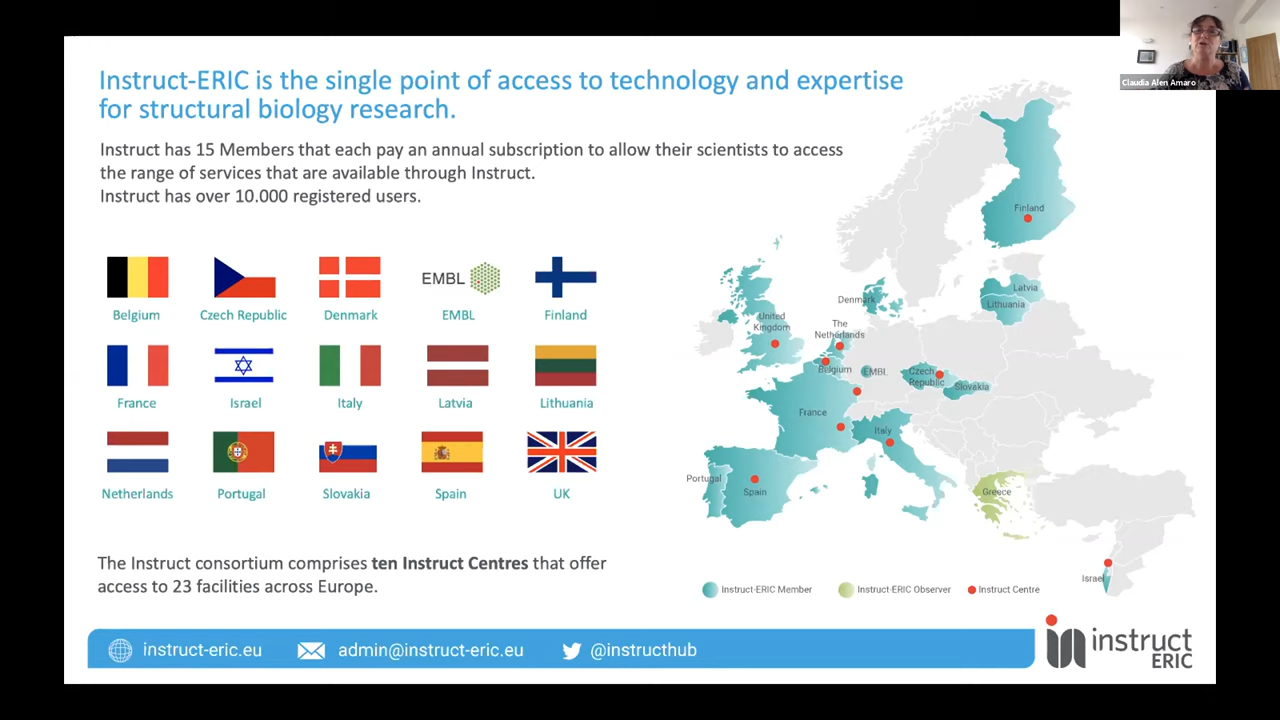 Claudia Alen Amaro
Instruct-ERIC is the single point of access to technology and expertise
for structural biology research.
Instruct has 15 Members that each pay an annual subscription to allow their scientists to access
the range of services that are available through Instruct.
Instruct has over 10.000 registered users.
EMBL
Belgium
Czech Republic
Denmark
EMBL
Finland
France
Israel
Italy
Latvia
Lithuania
Netherlands
Portugal
Slovakia
Spain
UK
The Instruct consortium comprises ten Instruct Centres that offer
access to 23 facilities across Europe.
Finland
Latvia
Lithuania
Denmark
United
Kingdom
The
Netherlands
Belgium
EMBL
Czech
Republic
Slovakia
France
Italy
Portugal
Spain
Greece
Israel
Instruct-ERIC Member
Instruct-ERIC Observer
Instruct Centre
instruct-eric.eu
admin@instruct-eric.eu
@instructhub
instruct
ERIC